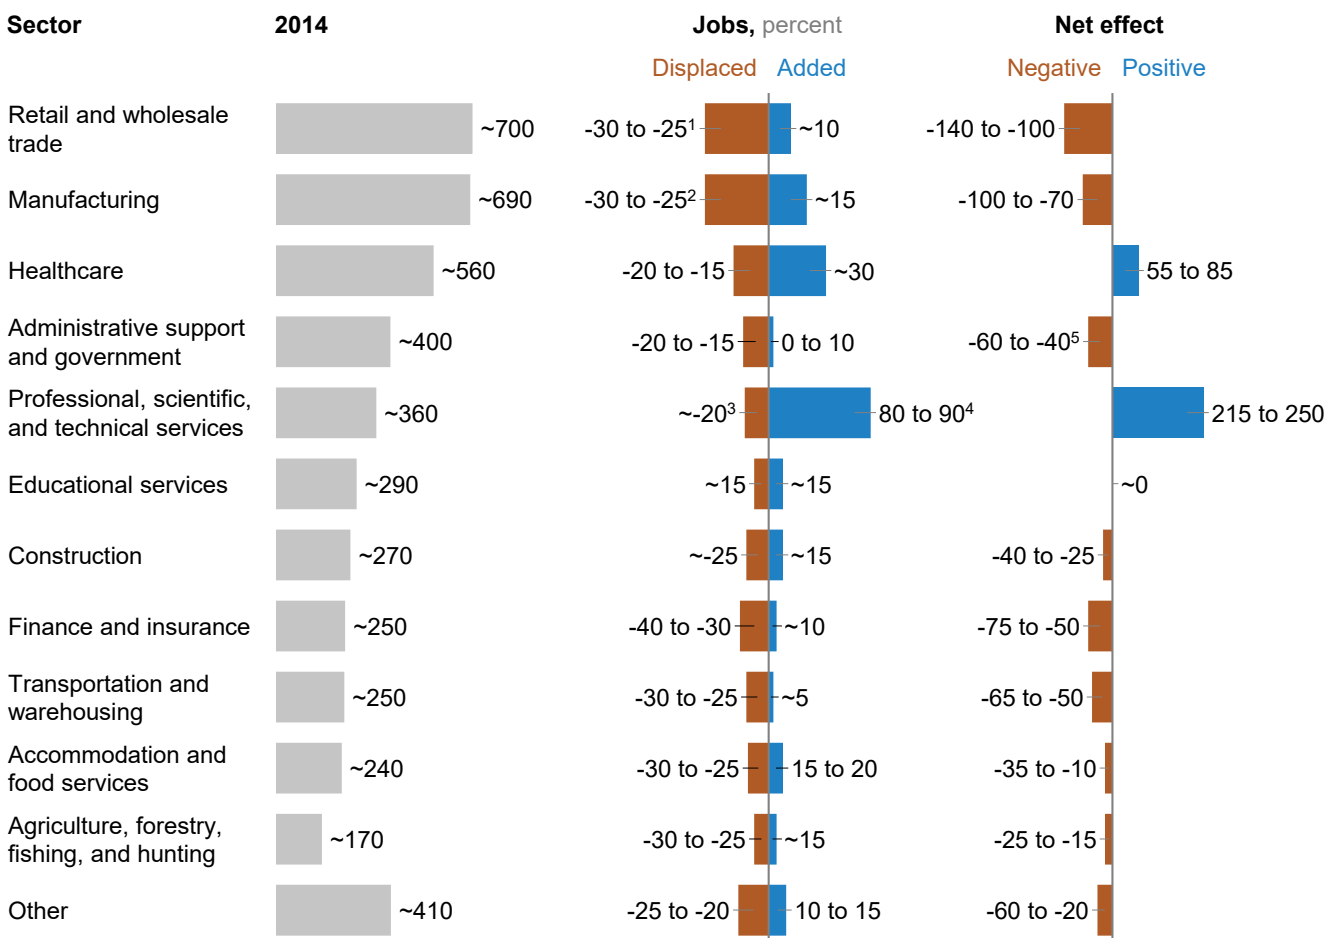 Sector 2014 Jobs, percent Net effect
Displaced Added Negative Positive
Retail and wholesale
trade
~700 -30 to -25¹ ~10 -140 to -100
Manufacturing ~690 -30 to -25² ~15 -100 to -70
Healthcare ~560 -20 to -15 ~30 55 to 85
Administrative support
and government
~400 -20 to -15 0 to 10 -60 to -40⁵
Professional, scientific,
and technical services
~360 ~-20³ 80 to 90⁴ 215 to 250
Educational services ~290 ~15 ~15 ~0
Construction ~270 ~-25 ~15 -40 to -25
Finance and insurance ~250 -40 to -30 ~10 -75 to -50
Transportation and
warehousing
~250 -30 to -25 ~5 -65 to -50
Accommodation and
food services
~240 -30 to -25 15 to 20 -35 to -10
Agriculture, forestry,
fishing, and hunting
~170 -30 to -25 ~15 -25 to -15
Other ~410 -25 to -20 10 to 15 -60 to -20